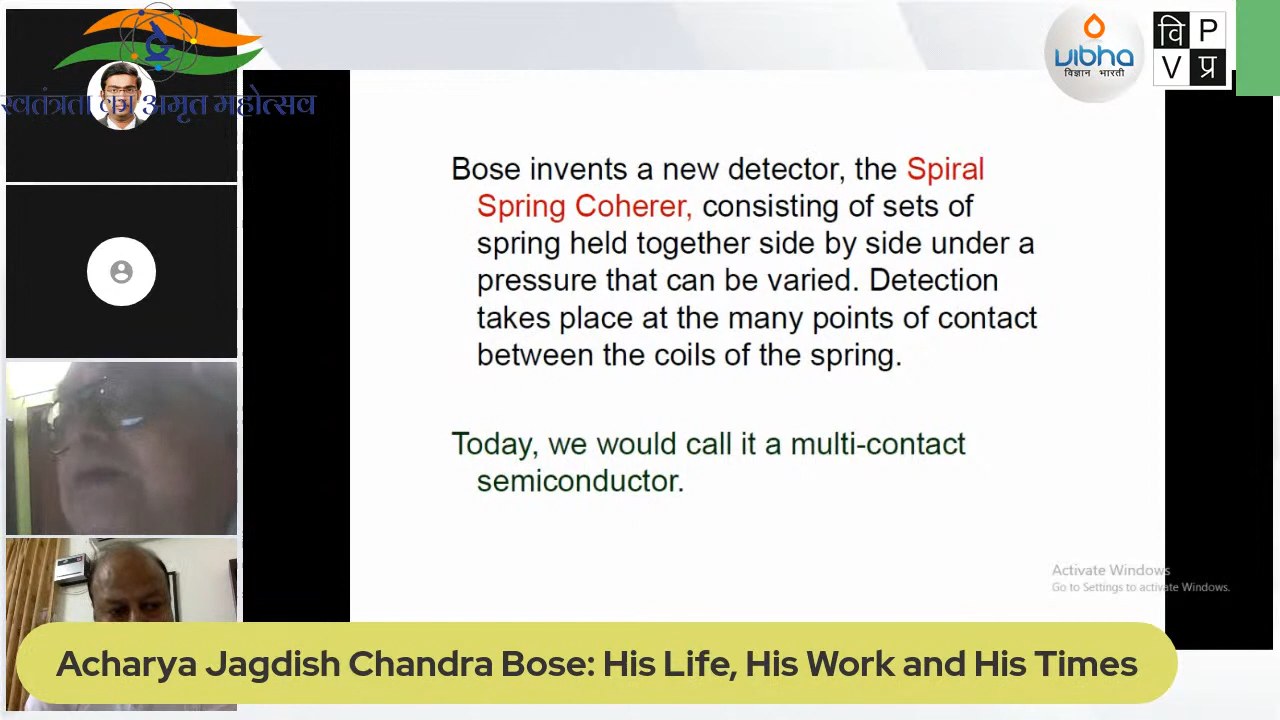 स्वतंत्रता का अमृत महोत्सव
vibha
विज्ञान भारती
वि P
V प्र
Bose invents a new detector, the Spiral
Spring Coherer, consisting of sets of
spring held together side by side under a
pressure that can be varied. Detection
takes place at the many points of contact
between the coils of the spring.
Today, we would call it a multi-contact
semiconductor.
Activate Windows
Go to Settings to activate Windows.
Acharya Jagdish Chandra Bose: His Life, His Work and His Times